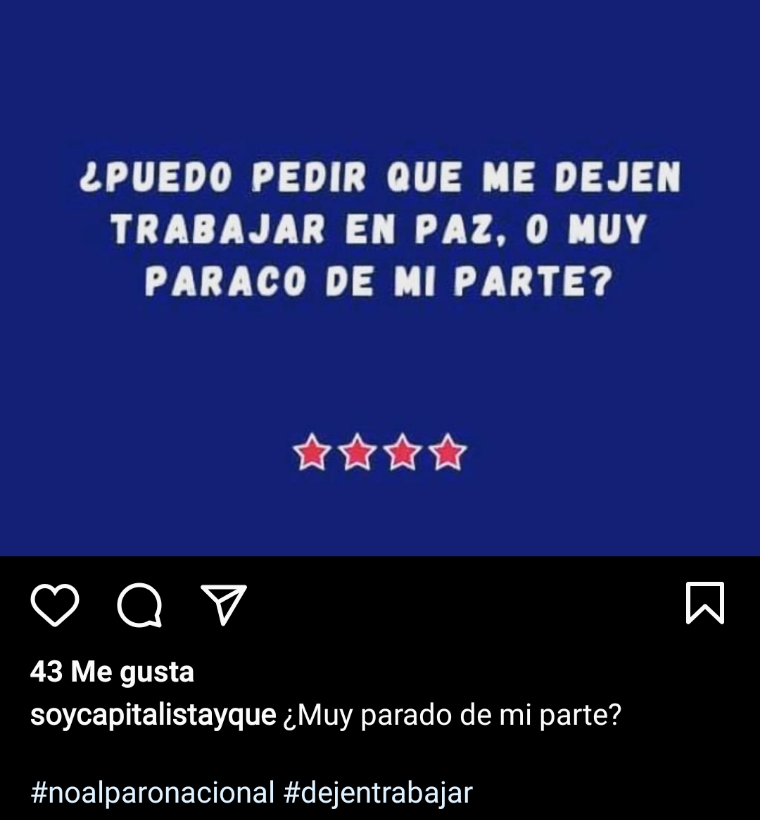 ¿PUEDO PEDIR QUE ME DEJEN
TRABAJAR EN PAZ, O MUY
PARACO DE MI PARTE?
43 Me gusta
soycapitalistayque ¿Muy parado de mi parte?
#noalparonacional #dejentrabajar